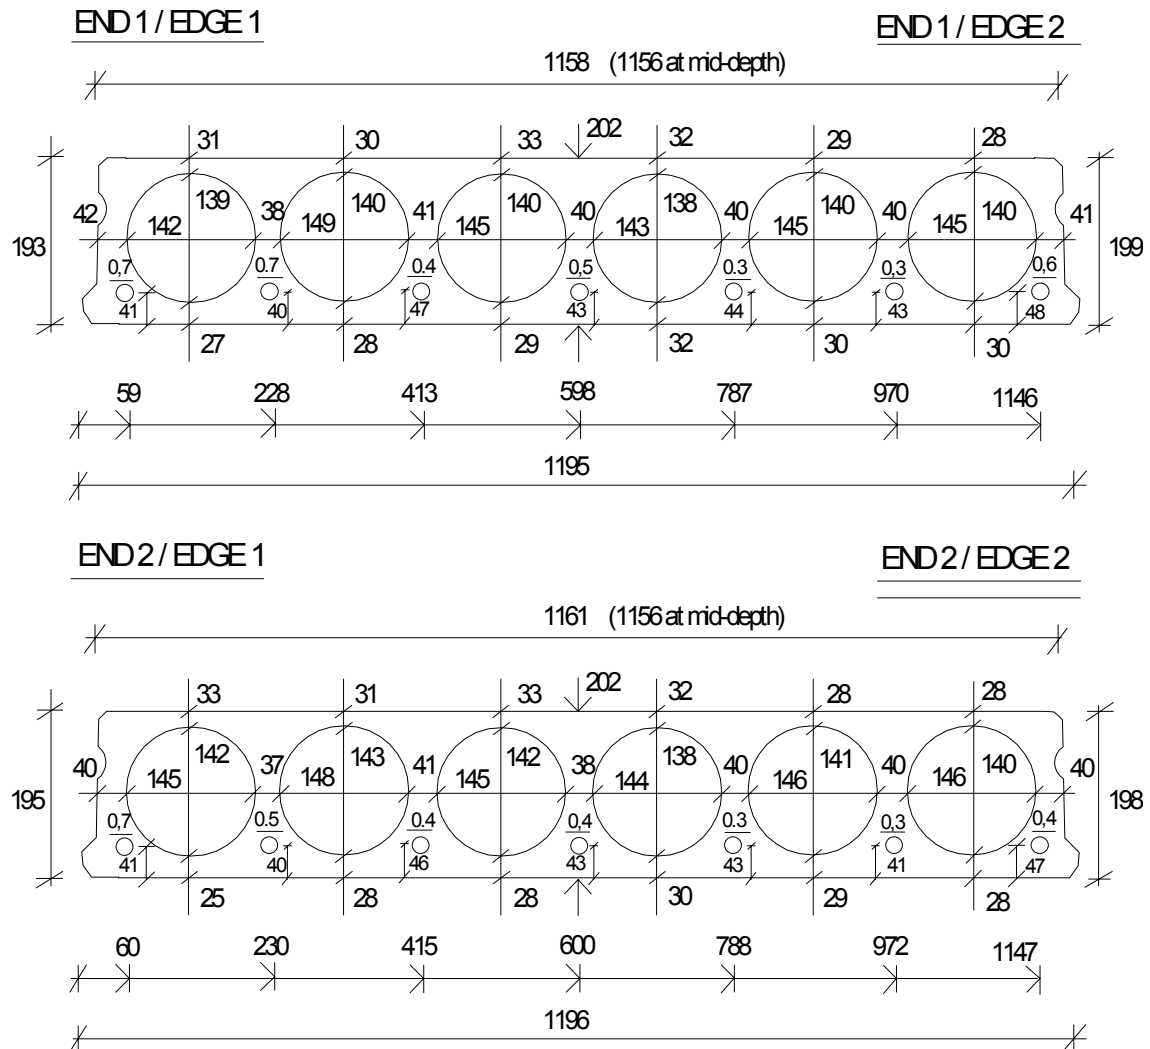 END 1 / EDGE 1
END 1 / EDGE 2
1158 (1156 at mid-depth)
31 30 33 202 32 29 28
139 140 140 138 140 140
42 142 38 149 41 145 40 143 40 145 40 145 41
193 199
0,7 0.7 0.4 0,5 0.3 0,3 0,6
41 40 47 43 44 43 48
27 28 29 32 30 30
59 228 413 598 787 970 1146
1195
END 2 / EDGE 1
END 2 / EDGE 2
1161 (1156 at mid-depth)
33 31 33 202 32 28 28
142 143 142 138 141 140
40 145 37 148 41 145 38 144 40 146 40 146 40
195 198
0,7 0.5 0.4 0,4 0.3 0,3 0,4
41 40 46 43 43 41 47
25 28 28 30 29 28
60 230 415 600 788 972 1147
1196